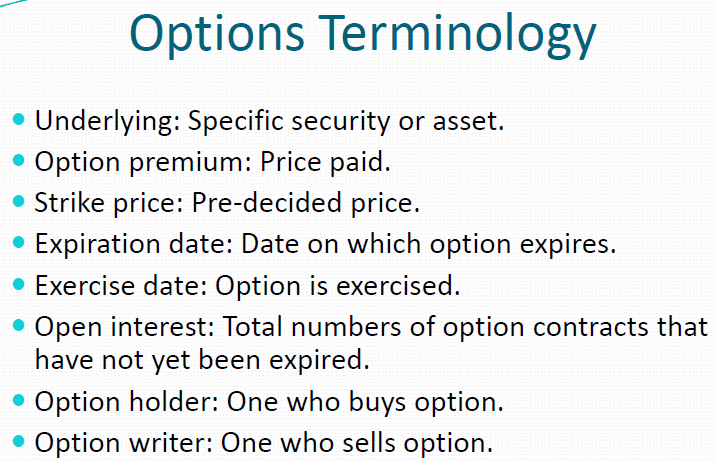 Options Terminology
• Underlying: Specific security or asset.
• Option premium: Price paid.
• Strike price: Pre-decided price.
• Expiration date: Date on which option expires.
• Exercise date: Option is exercised.
• Open interest: Total numbers of option contracts that
have not yet been expired.
• Option holder: One who buys option.
• Option writer: One who sells option.